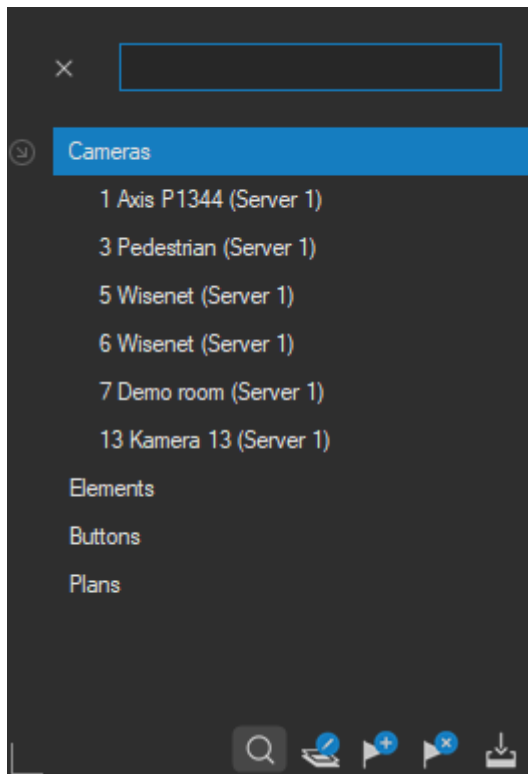 Cameras
1 Axis P1344 (Server 1)
3 Pedestrian (Server 1)
5 Wisenet (Server 1)
6 Wisenet (Server 1)
7 Demo room (Server 1)
13 Kamera 13 (Server 1)
Elements
Buttons
Plans